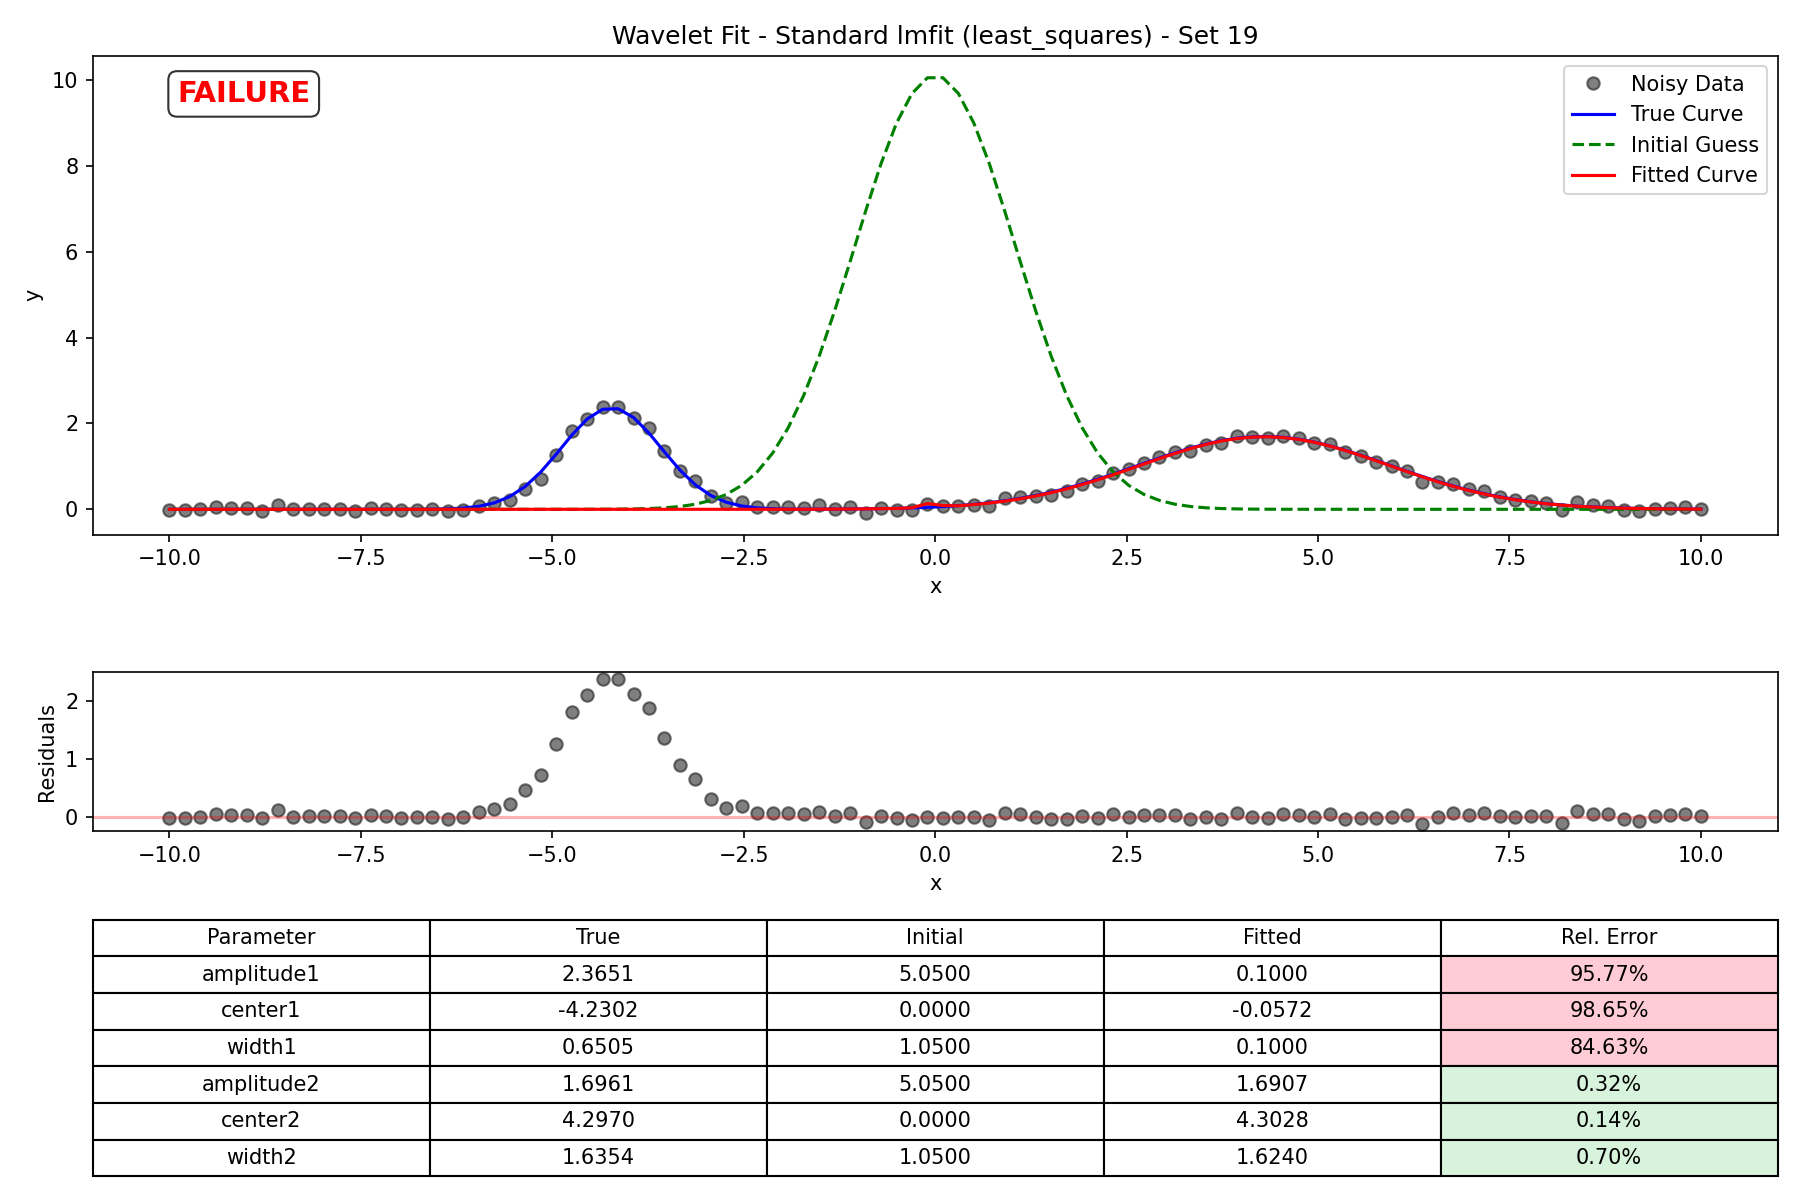 Wavelet Fit - Standard lmfit (least_squares) - Set 19
FAILURE
Noisy Data
True Curve
Initial Guess
Fitted Curve
y
10
8
6
4
2
0
−10.0 −7.5 −5.0 −2.5 0.0 2.5 5.0 7.5 10.0
x
Residuals
2
1
0
−10.0 −7.5 −5.0 −2.5 0.0 2.5 5.0 7.5 10.0
x
Parameter True Initial Fitted Rel. Error
amplitude1 2.3651 5.0500 0.1000 95.77%
center1 -4.2302 0.0000 -0.0572 98.65%
width1 0.6505 1.0500 0.1000 84.63%
amplitude2 1.6961 5.0500 1.6907 0.32%
center2 4.2970 0.0000 4.3028 0.14%
width2 1.6354 1.0500 1.6240 0.70%